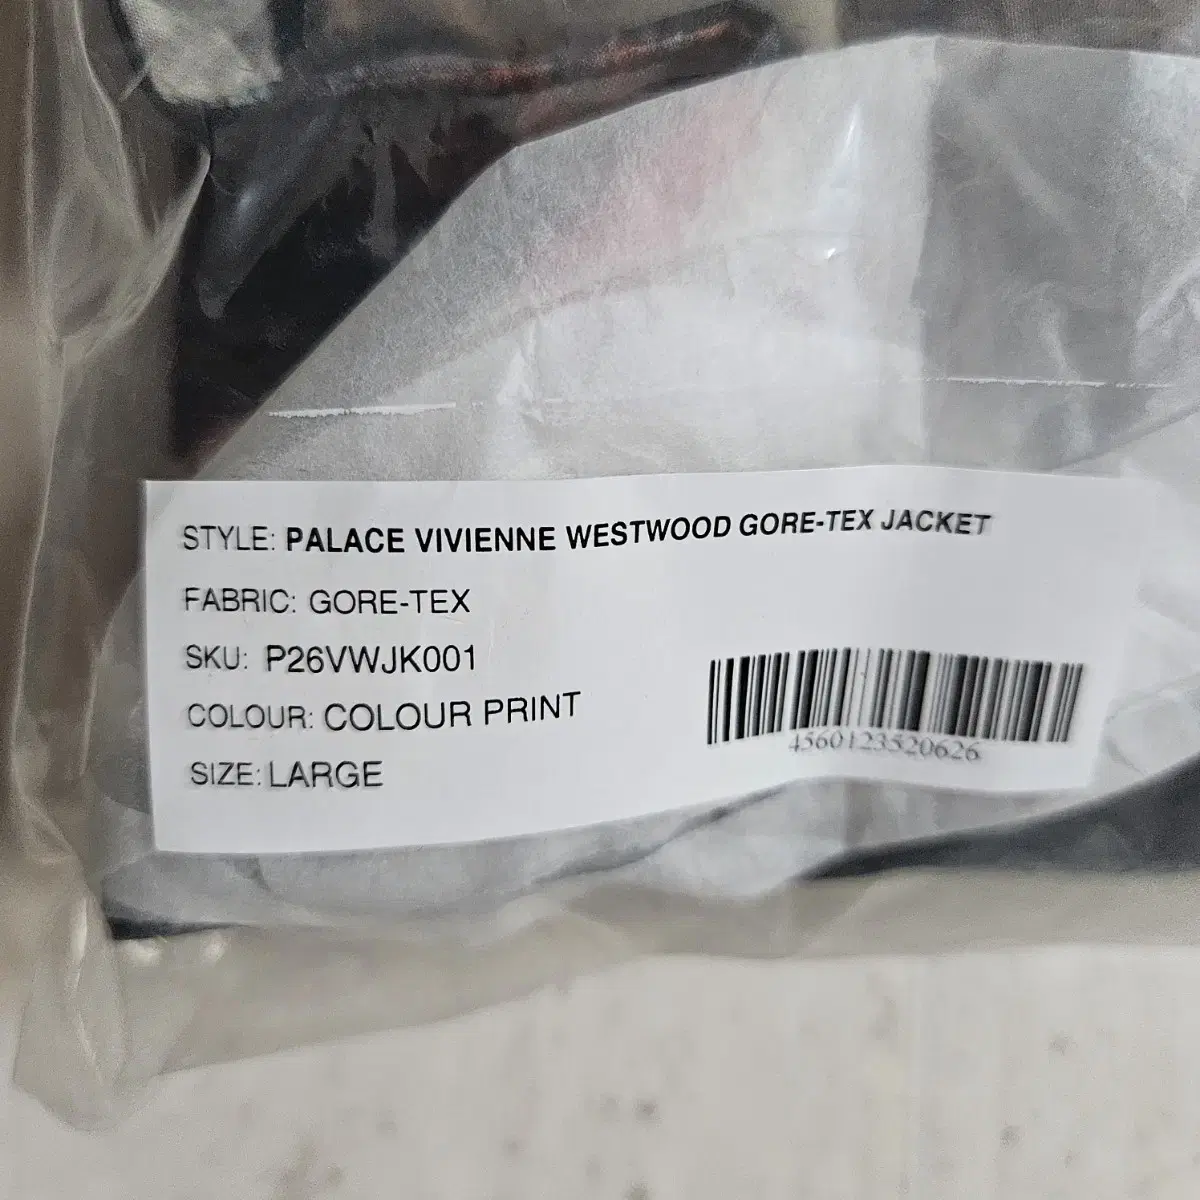 STYLE: PALACE VIVIENNE WESTWOOD GORE-TEX JACKET
FABRIC: GORE-TEX
SKU: P26VWJK001
COLOUR: COLOUR PRINT
SIZE: LARGE
4560123520626